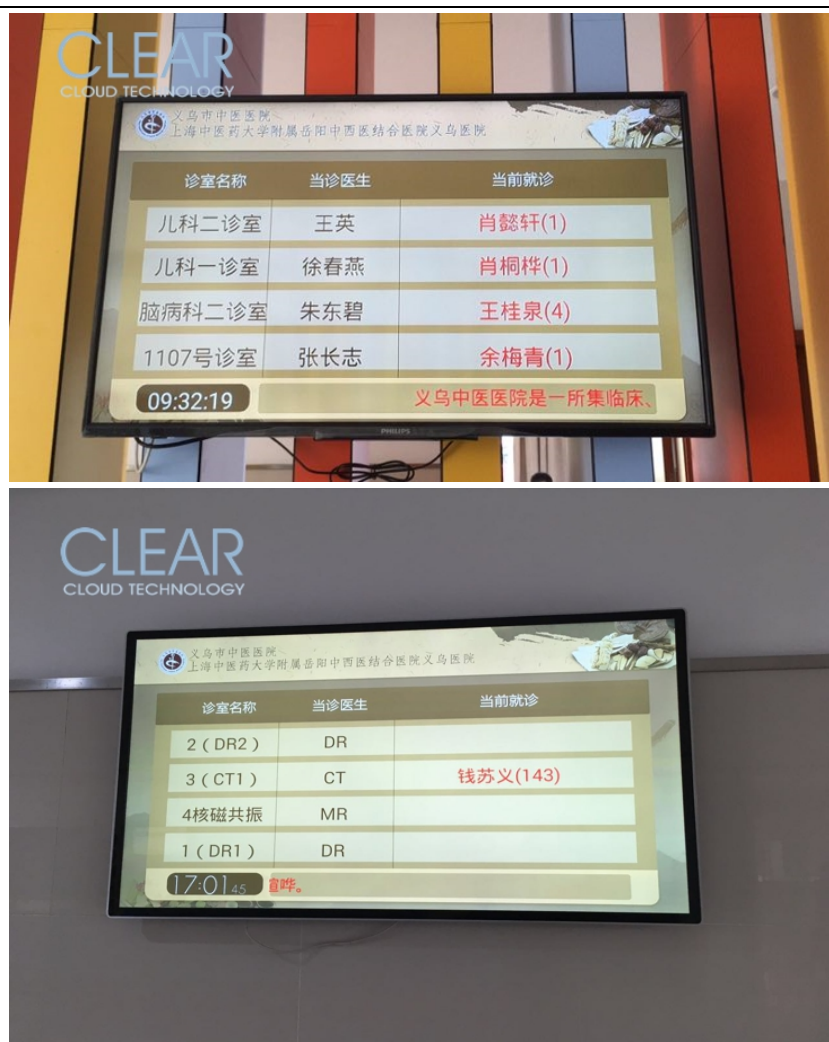 CLEAR
CLOUD TECHNOLOGY
义乌市中医医院
上海中医药大学附属岳阳中西医结合医院义乌医院
诊室名称 当诊医生 当前就诊
儿科二诊室 王英 肖懿轩(1)
儿科一诊室 徐春燕 肖桐桦(1)
脑病科二诊室 朱东碧 王桂泉(4)
1107号诊室 张长志 余梅青(1)
09:32:19 义乌中医医院是一所集临床、
PHILIPS
CLEAR
CLOUD TECHNOLOGY
义乌市中医医院
上海中医药大学附属岳阳中西医结合医院义乌医院
诊室名称 当诊医生 当前就诊
2（DR2） DR
3（CT1） CT 钱苏义(143)
4核磁共振 MR
1（DR1） DR
17:01 45 喧哗。